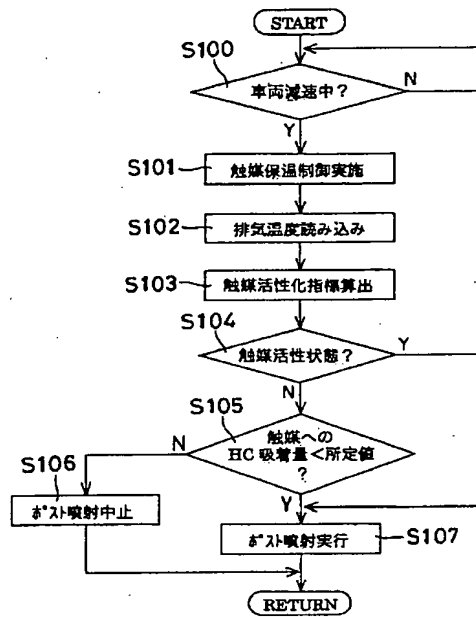 START
S100
車両減速中?
N
Y
S101
触媒保温制御実施
S102
排気温度読み込み
S103
触媒活性化指標算出
S104
触媒活性状態?
Y
N
S105
触媒への
HC 吸着量<所定値
?
N
Y
S106
ポスト噴射中止
ポスト噴射実行
S107
RETURN